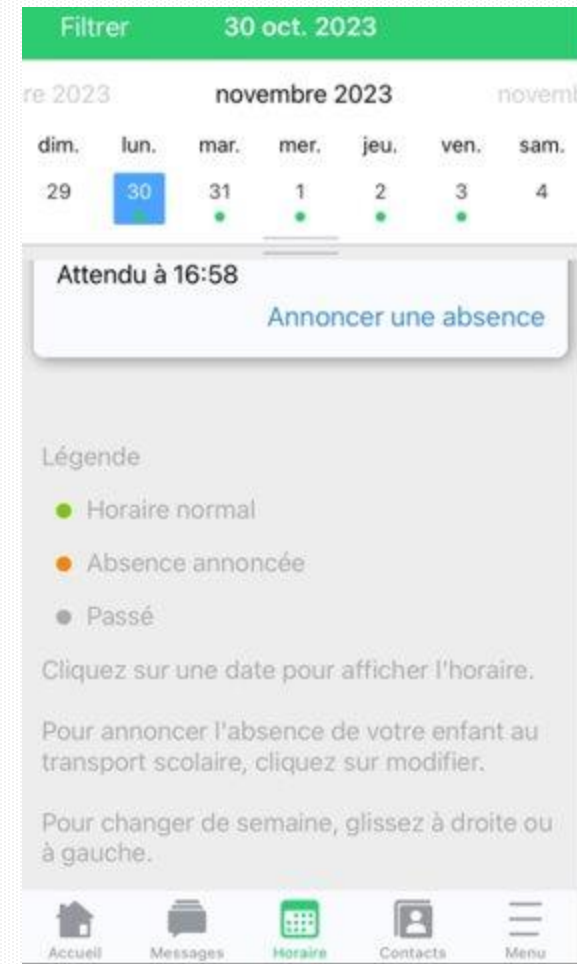 Filtrer 30 oct. 2023
re 2023 novembre 2023 novemb
dim. lun. mar. mer. jeu. ven. sam.
29 30 31 1 2 3 4
Attendu à 16:58
Annoncer une absence
Légende
Horaire normal
Absence annoncée
Passé
Cliquez sur une date pour afficher l'horaire.
Pour annoncer l'absence de votre enfant au
transport scolaire, cliquez sur modifier.
Pour changer de semaine, glissez à droite ou
à gauche.
Accueil Messages Horaire Contacts Menu